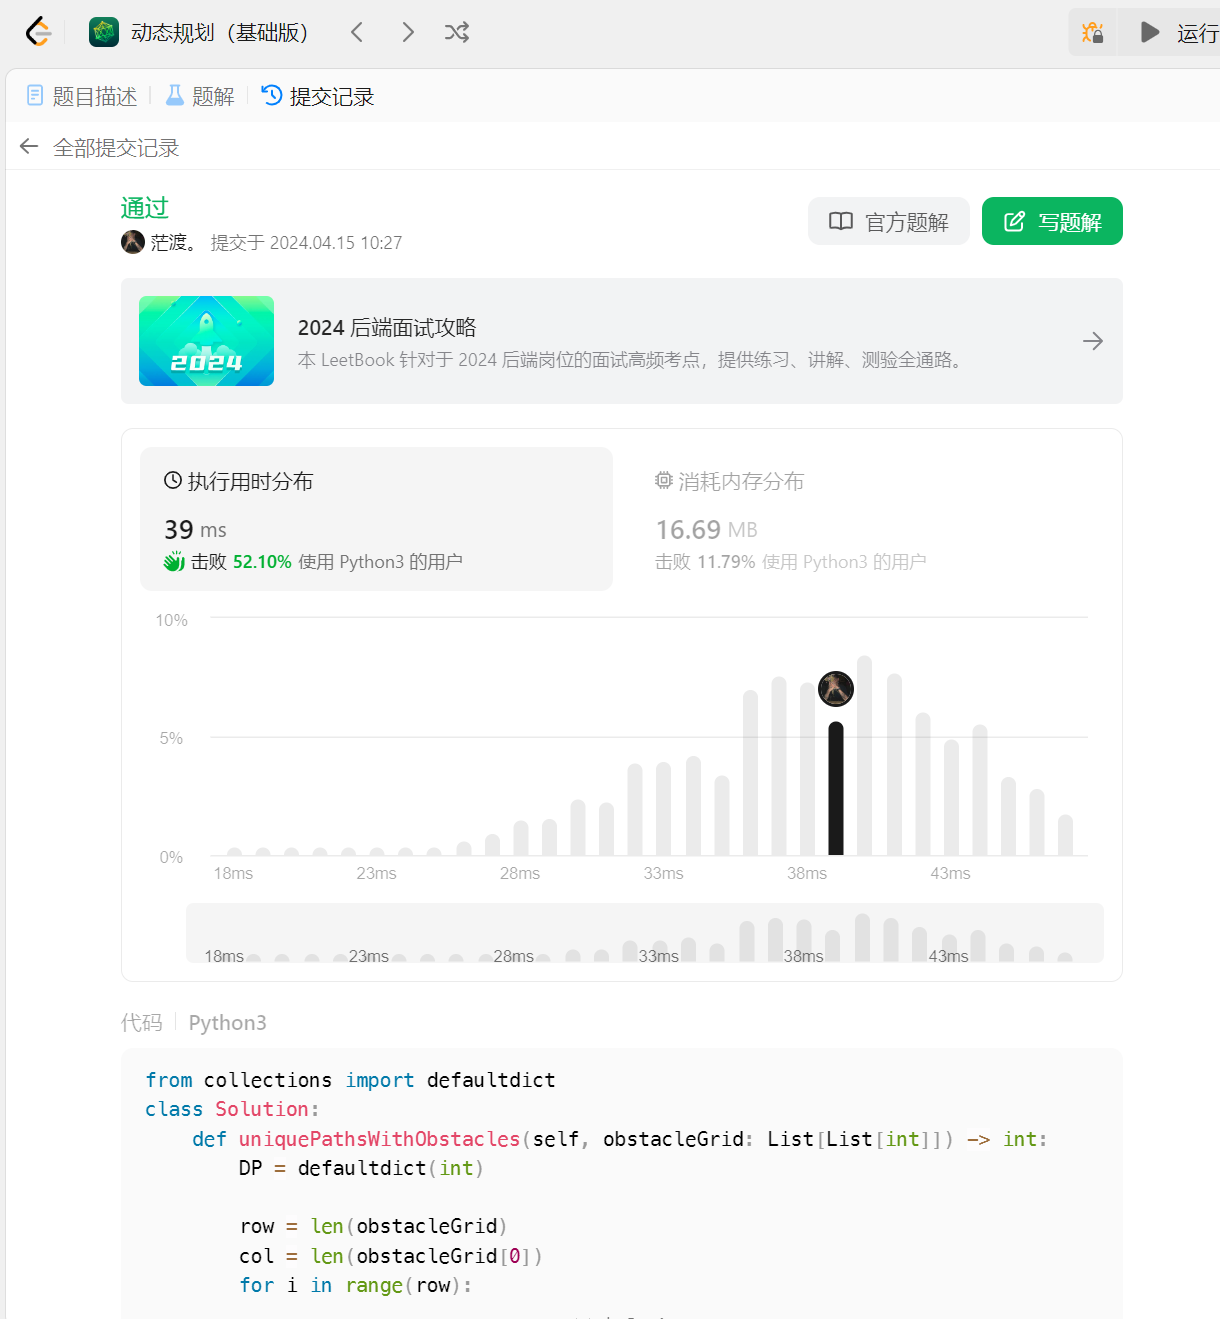 动态规划（基础版）
运行
题目描述
题解
提交记录
全部提交记录
通过
茫渡。 提交于 2024.04.15 10:27
官方题解
写题解
2024
2024 后端面试攻略
本 LeetBook 针对于 2024 后端岗位的面试高频考点，提供练习、讲解、测验全通路。
执行用时分布
39 ms
击败 52.10% 使用 Python3 的用户
消耗内存分布
16.69 MB
击败 11.79% 使用 Python3 的用户
10%
5%
0%
18ms 23ms 28ms 33ms 38ms 43ms
18ms 23ms 28ms 33ms 38ms 43ms
代码 Python3
from collections import defaultdict
class Solution:
    def uniquePathsWithObstacles(self, obstacleGrid: List[List[int]]) -> int:
        DP = defaultdict(int)
        row = len(obstacleGrid)
        col = len(obstacleGrid[0])
        for i in range(row):